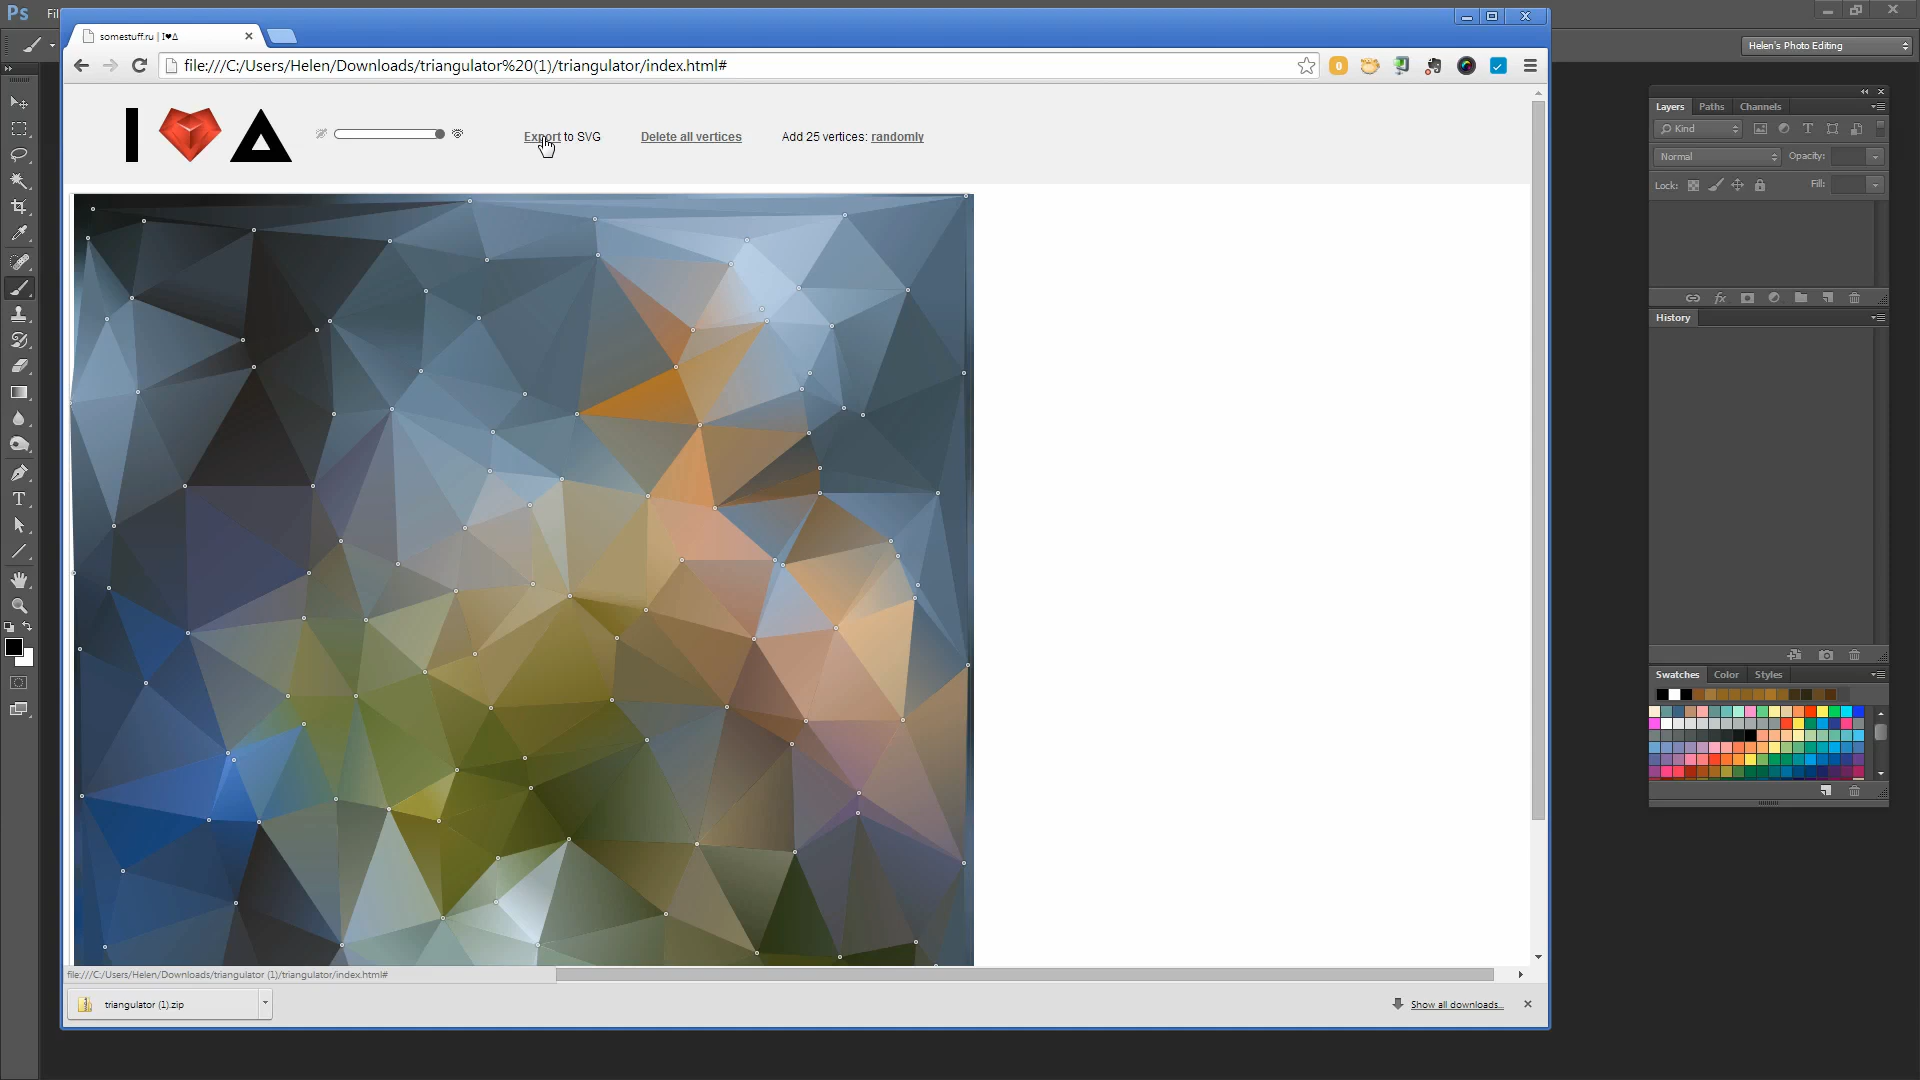 Ps Fil
somestuff.ru | I♥Δ
file:///C:/Users/Helen/Downloads/triangulator%20(1)/triangulator/index.html#
Helen's Photo Editing
I
Export to SVG
Delete all vertices
Add 25 vertices: randomly
Layers
Paths
Channels
Kind
Normal
Opacity:
Lock:
Fill:
fx
History
Swatches
Color
Styles
T
file:///C:/Users/Helen/Downloads/triangulator (1)/triangulator/index.html#
triangulator (1).zip
Show all downloads...